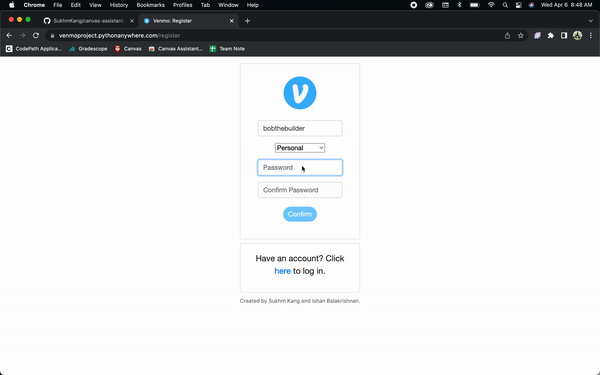 Chrome File Edit View History Bookmarks Profiles Tab Window Help Wed Apr 6 8:48 AM
SukhmKang/canvas-assistant Venmo: Register
venmoproject.pythonanywhere.com/register
CodePath Applica... Gradescope Canvas Canvas Assistant... Team Note
V
bobthebuilder
Personal
Password
Confirm Password
Confirm
Have an account? Click
here to log in.
Created by Sukhm Kang and Ishan Balakrishnan.